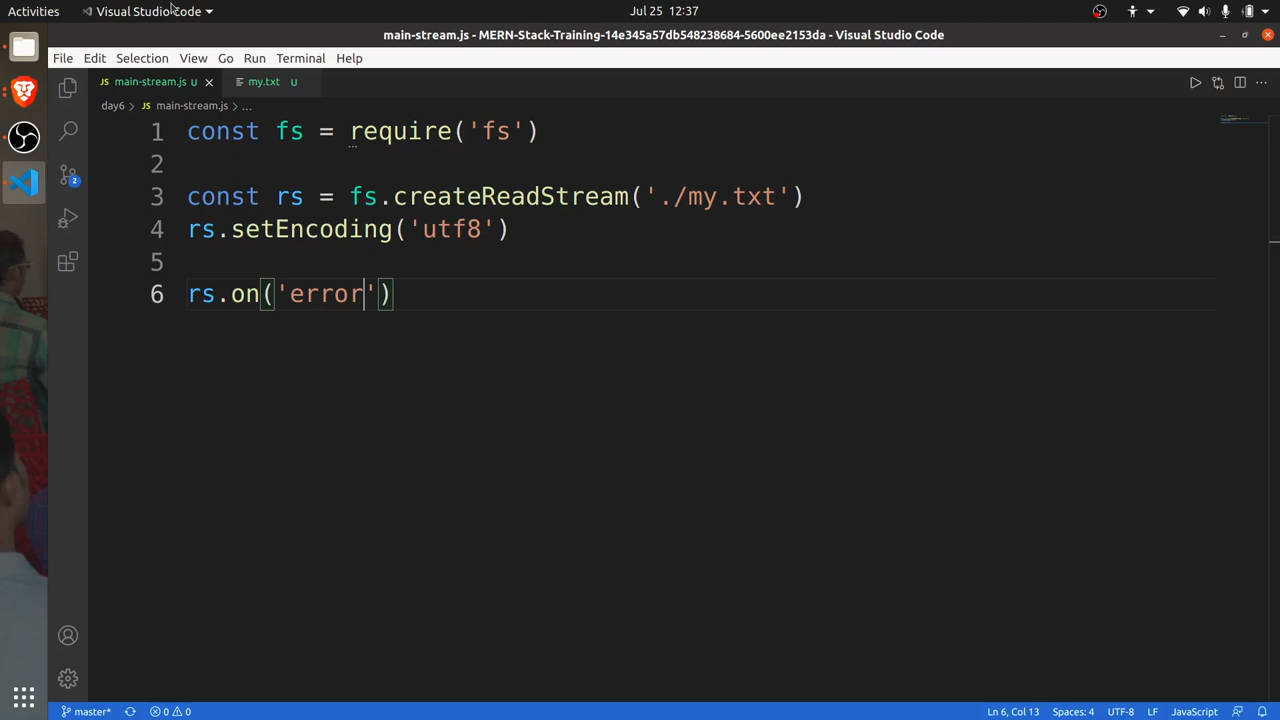 Activities
Visual Studio Code
Jul 25 12:37
main-stream.js - MERN-Stack-Training-14e345a57db548238684-5600ee2153da - Visual Studio Code
File Edit Selection View Go Run Terminal Help
main-stream.js U
my.txt U
day6 > JS main-stream.js > ...
1 const fs = require('fs')
2
3 const rs = fs.createReadStream('./my.txt')
4 rs.setEncoding('utf8')
5
6 rs.on('error')
2
master* 0 0 Ln 6, Col 13 Spaces: 4 UTF-8 LF JavaScript